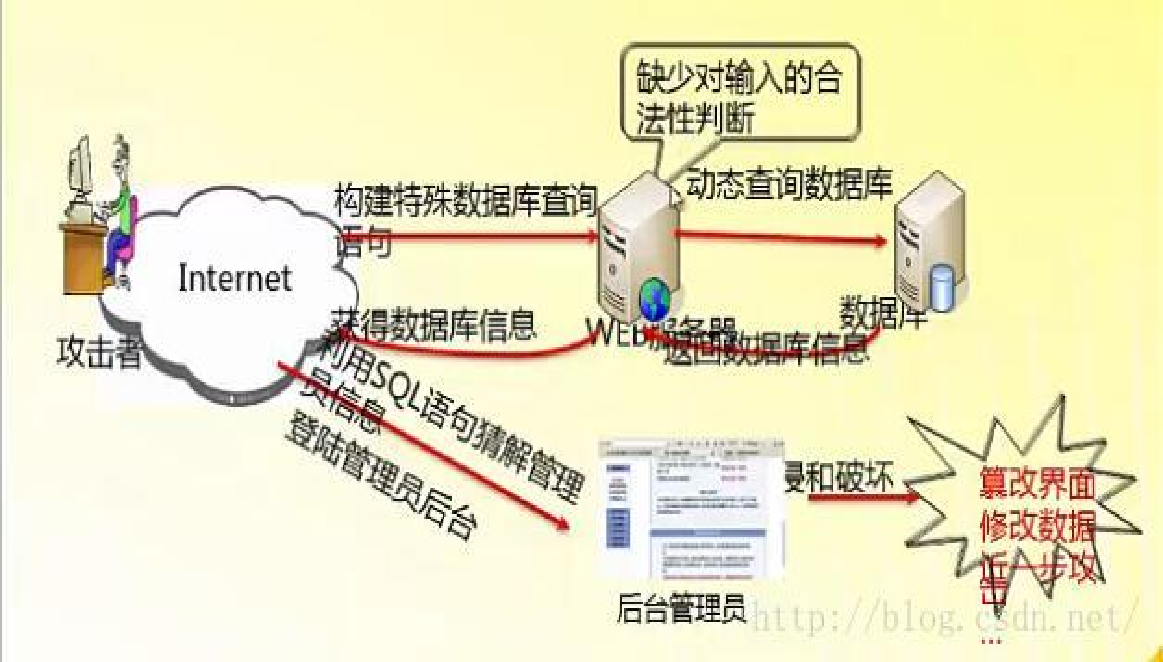 缺少对输入的合
法性判断
构建特殊数据库查询
语句
动态查询数据库
Internet
攻击者
获得数据库信息
WEB服务器
数据库
返回数据库信息
利用SQL语句猜解管理
员信息
登陆管理员后台
侵和破坏
篡改界面
修改数据
近一步攻
击
...
后台管理员
http://blog.csdn.net/